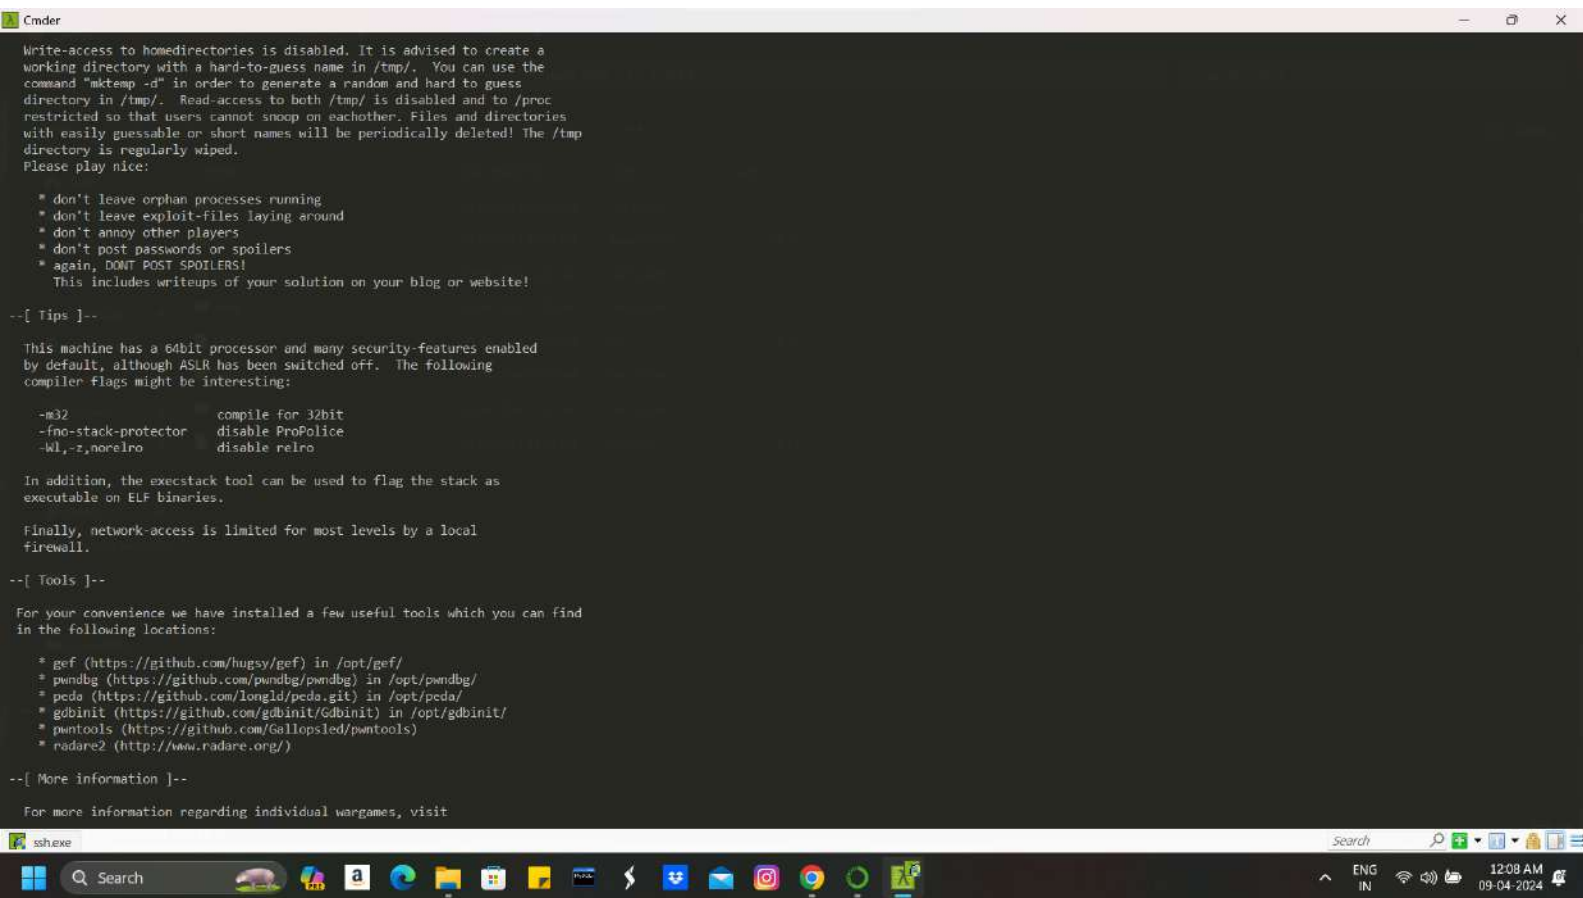 Cmder
Write-access to homedirectories is disabled. It is advised to create a
working directory with a hard-to-guess name in /tmp/.  You can use the
command "mktemp -d" in order to generate a random and hard to guess
directory in /tmp/.  Read-access to both /tmp/ is disabled and to /proc
restricted so that users cannot snoop on eachother. Files and directories
with easily guessable or short names will be periodically deleted! The /tmp
directory is regularly wiped.
Please play nice:
* don't leave orphan processes running
* don't leave exploit-files laying around
* don't annoy other players
* don't post passwords or spoilers
* again, DONT POST SPOILERS!
This includes writeups of your solution on your blog or website!
--[ Tips ]--
This machine has a 64bit processor and many security-features enabled
by default, although ASLR has been switched off.  The following
compiler flags might be interesting:
-m32                    compile for 32bit
-fno-stack-protector    disable ProPolice
-Wl,-z,norelro          disable relro
In addition, the execstack tool can be used to flag the stack as
executable on ELF binaries.
Finally, network-access is limited for most levels by a local
firewall.
--[ Tools ]--
For your convenience we have installed a few useful tools which you can find
in the following locations:
* gef (https://github.com/hugsy/gef) in /opt/gef/
* pwndbg (https://github.com/pwndbg/pwndbg) in /opt/pwndbg/
* peda (https://github.com/longld/peda.git) in /opt/peda/
* gdbinit (https://github.com/gdbinit/Gdbinit) in /opt/gdbinit/
* pwntools (https://github.com/Gallopsled/pwntools)
* radare2 (http://www.radare.org/)
--[ More information ]--
For more information regarding individual wargames, visit
ssh.exe
Search
Search
ENG
IN
12:08 AM
09-04-2024